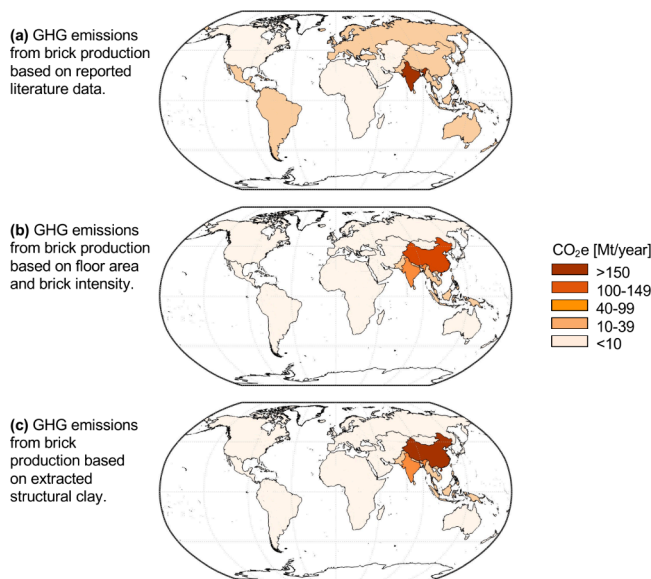 (a) GHG emissions
from brick production
based on reported
literature data.
(b) GHG emissions
from brick production
based on floor area
and brick intensity.
CO₂e [Mt/year]
>150
100-149
40-99
10-39
<10
(c) GHG emissions
from brick
production based
on extracted
structural clay.